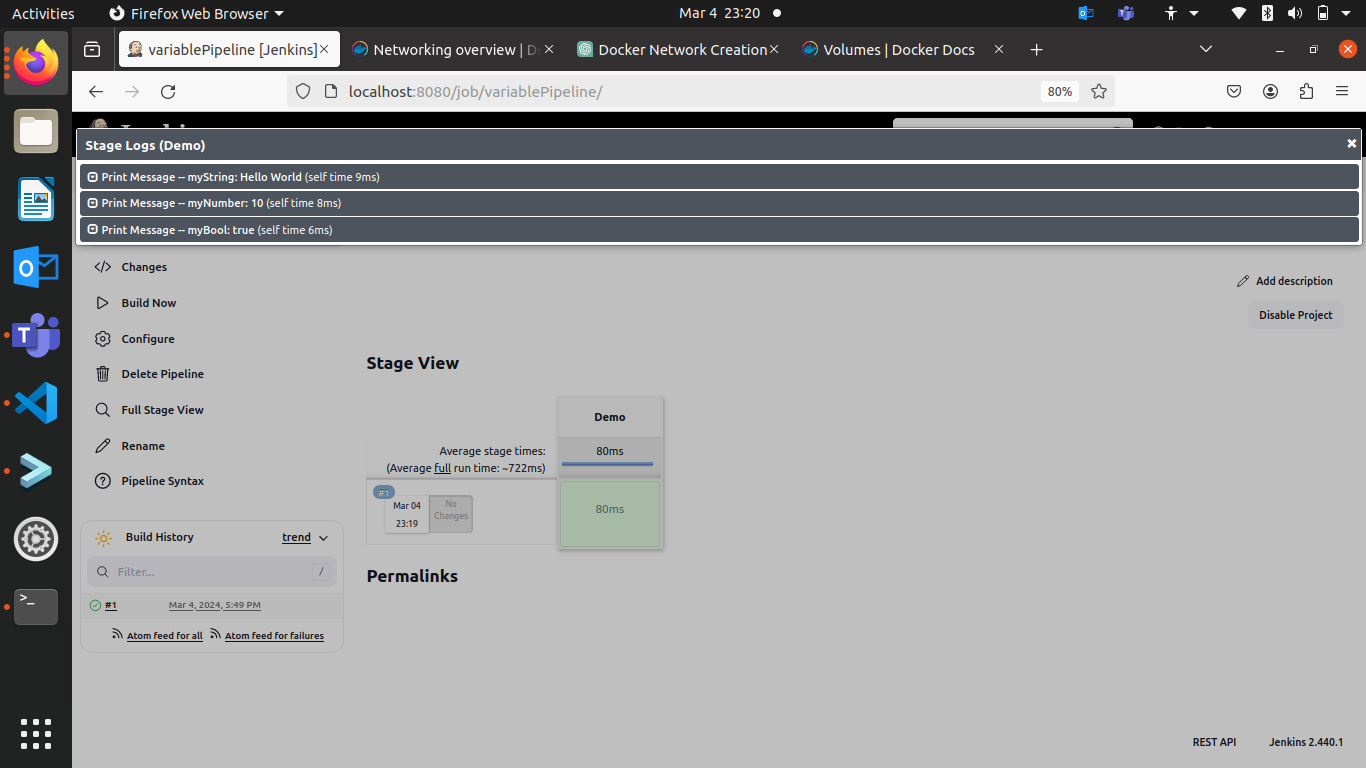 Activities
Firefox Web Browser
Mar 4 23:20
variablePipeline [Jenkins]
Networking overview | Do
Docker Network Creation
Volumes | Docker Docs
localhost:8080/job/variablePipeline/
80%
Stage Logs (Demo)
Print Message -- myString: Hello World (self time 9ms)
Print Message -- myNumber: 10 (self time 8ms)
Print Message -- myBool: true (self time 6ms)
Changes
Build Now
Configure
Delete Pipeline
Full Stage View
Rename
Pipeline Syntax
Add description
Disable Project
Stage View
Demo
Average stage times:
80ms
(Average full run time: ~722ms)
#1
Mar 04
23:19
No
Changes
80ms
Build History
trend
Filter...
/
#1
Mar 4, 2024, 5:49 PM
Atom feed for all
Atom feed for failures
Permalinks
REST API
Jenkins 2.440.1